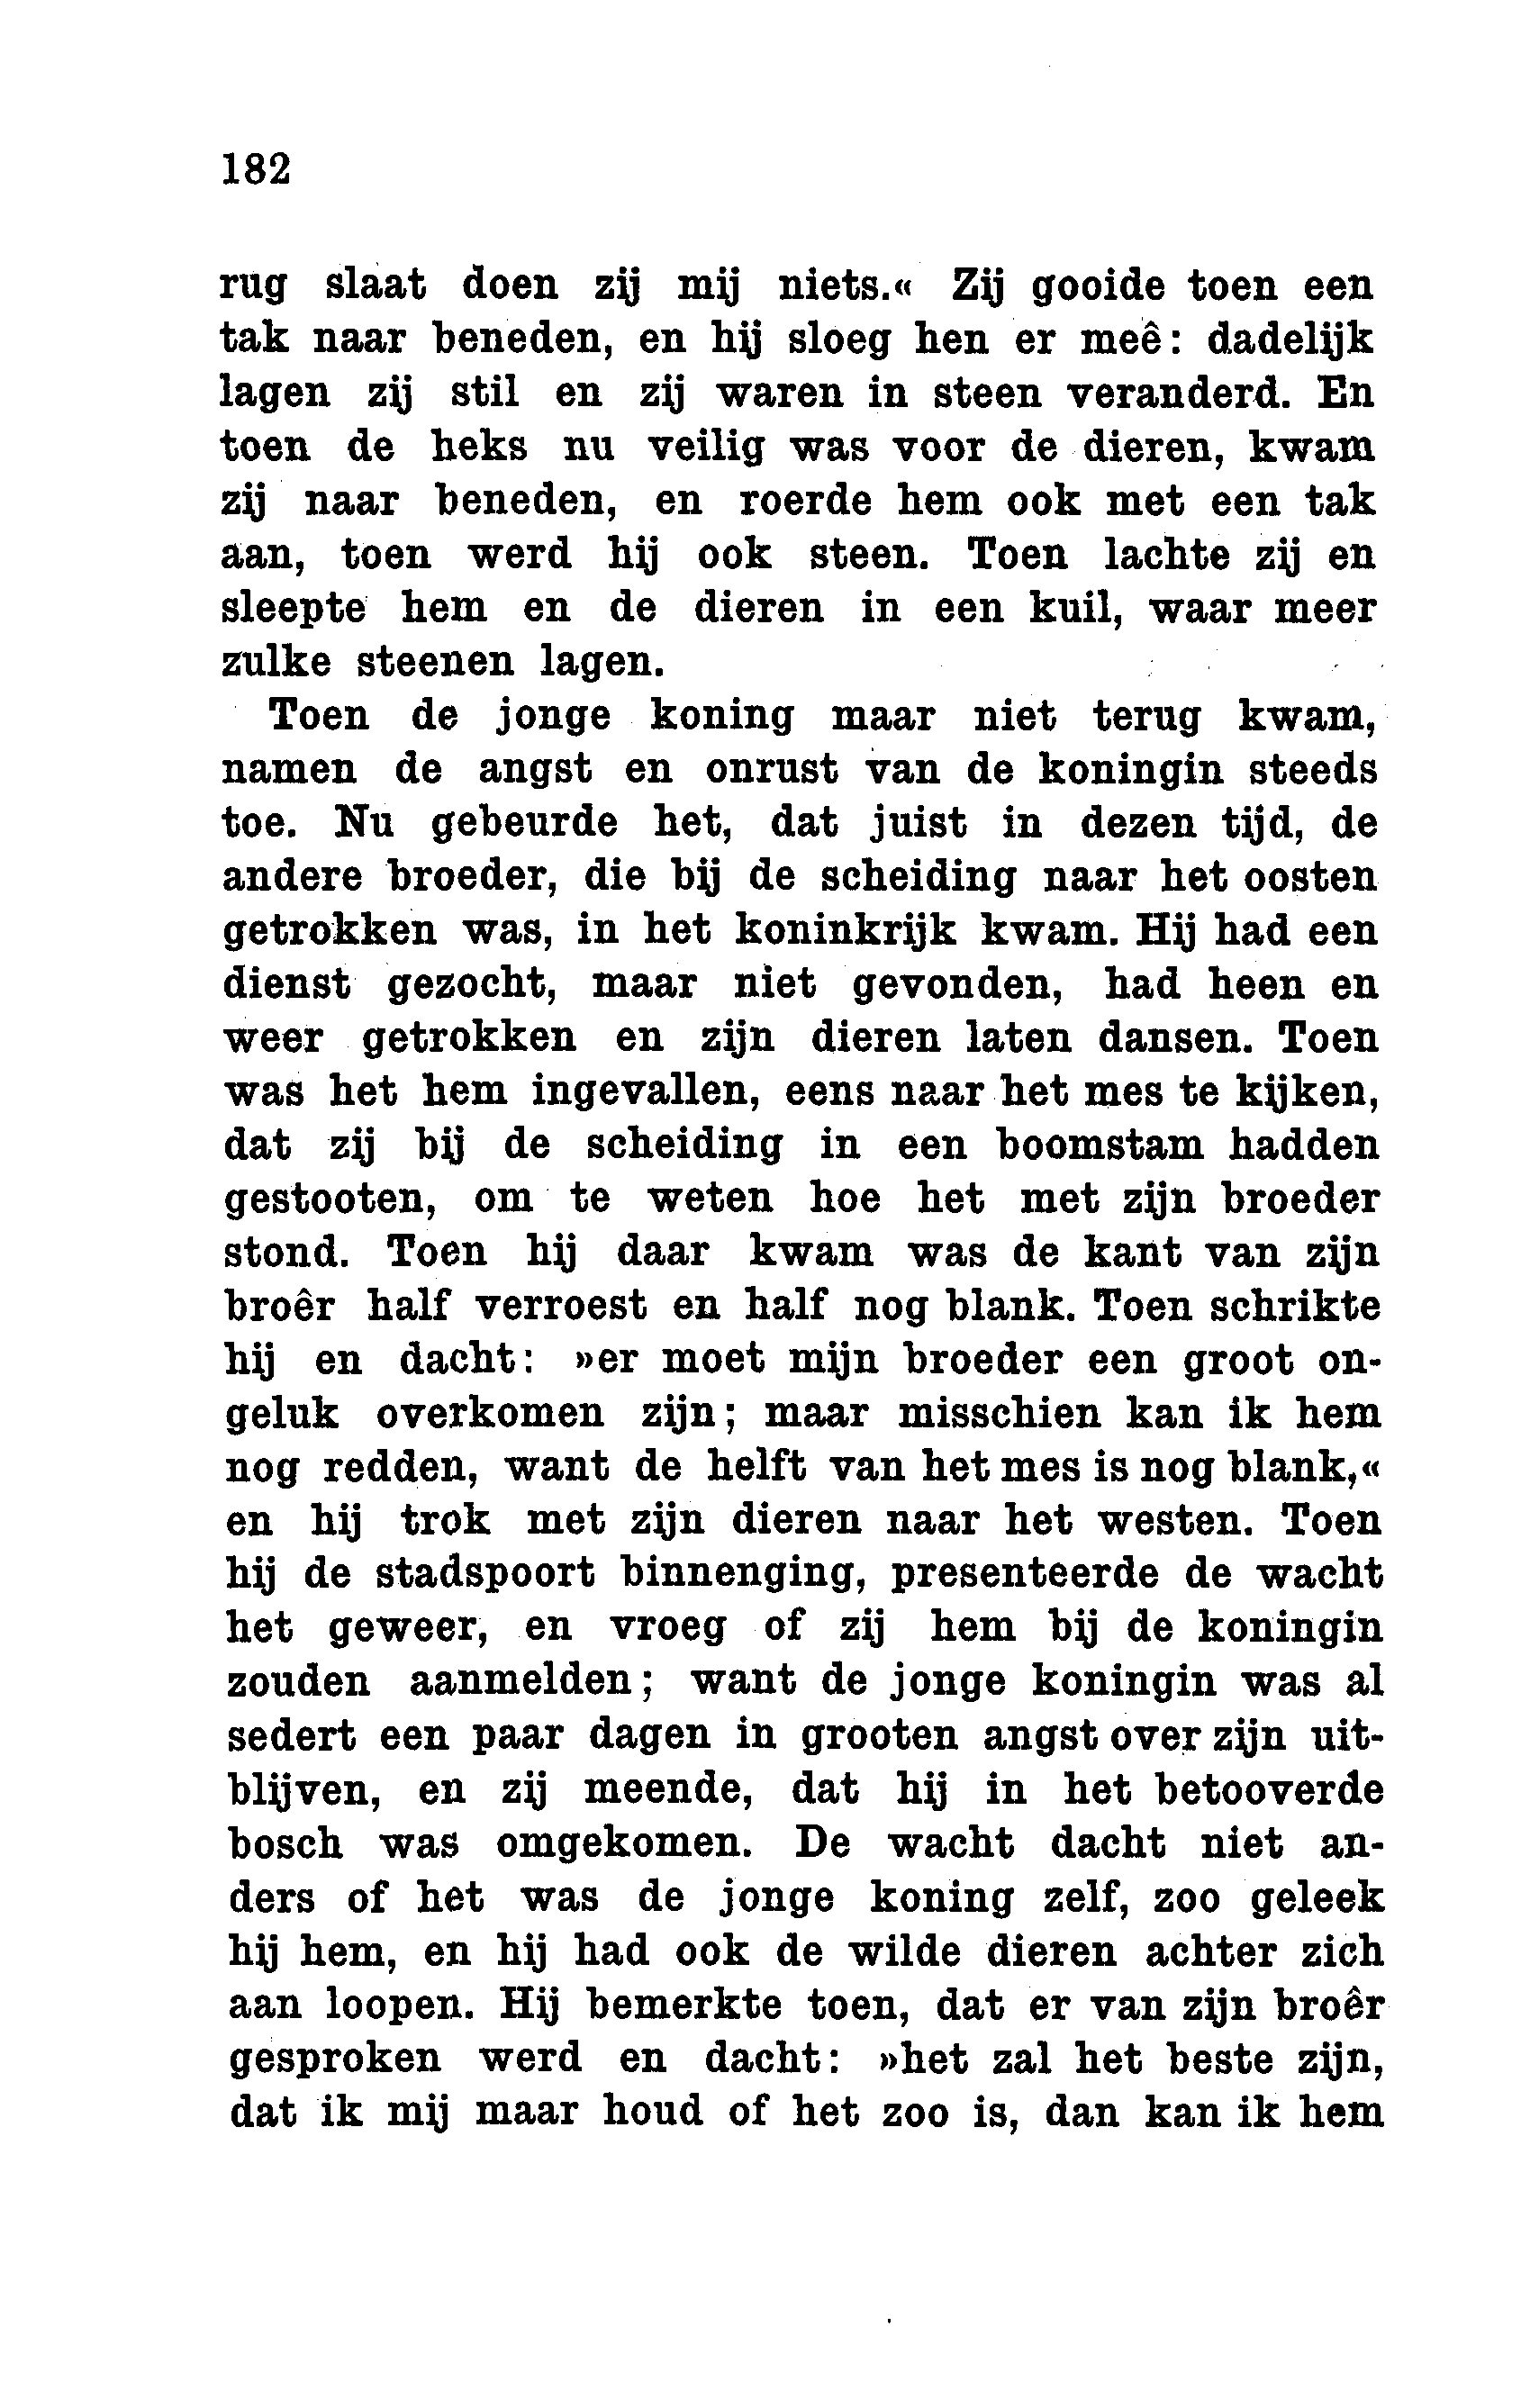 182
rug slaat doen zij mij niets.« Zij gooide toen een
tak naar beneden, en hij sloeg hen er meê: dadelijk
lagen zij stil en zij waren in steen veranderd. En
toen de heks nu veilig was voor de dieren, kwam
zij naar beneden, en roerde hem ook met een tak
aan, toen werd hij ook steen. Toen lachte zij en
sleepte hem en de dieren in een kuil, waar meer
zulke steenen lagen.
Toen de jonge koning maar niet terug kwam,
namen de angst en onrust van de koningin steeds
toe. Nu gebeurde het, dat juist in dezen tijd, de
andere broeder, die bij de scheiding naar het oosten
getrokken was, in het koninkrijk kwam. Hij had een
dienst gezocht, maar niet gevonden, had heen en
weer getrokken en zijn dieren laten dansen. Toen
was het hem ingevallen, eens naar het mes te kijken,
dat zij bij de scheiding in een boomstam hadden
gestooten, om te weten hoe het met zijn broeder
stond. Toen hij daar kwam was de kant van zijn
broêr half verroest en half nog blank. Toen schrikte
hij en dacht: »er moet mijn broeder een groot on-
geluk overkomen zijn; maar misschien kan ik hem
nog redden, want de helft van het mes is nog blank,«
en hij trok met zijn dieren naar het westen. Toen
hij de stadspoort binnenging, presenteerde de wacht
het geweer, en vroeg of zij hem bij de koningin
zouden aanmelden; want de jonge koningin was al
sedert een paar dagen in grooten angst over zijn uit-
blijven, en zij meende, dat hij in het betooverde
bosch was omgekomen. De wacht dacht niet an-
ders of het was de jonge koning zelf, zoo geleek
hij hem, en hij had ook de wilde dieren achter zich
aan loopen. Hij bemerkte toen, dat er van zijn broêr
gesproken werd en dacht: »het zal het beste zijn,
dat ik mij maar houd of het zoo is, dan kan ik hem